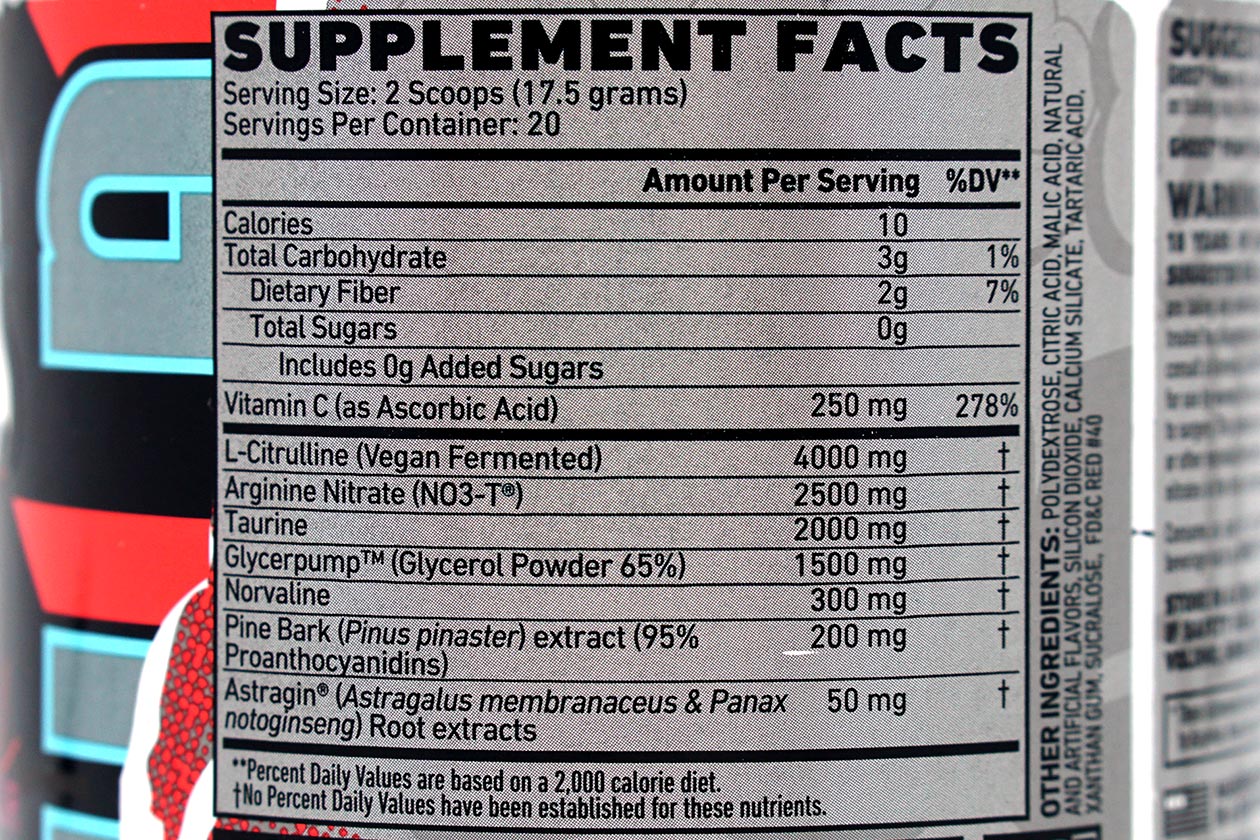 SUPPLEMENT FACTS
Serving Size: 2 Scoops (17.5 grams)
Servings Per Container: 20
Amount Per Serving %DV**
Calories 10
Total Carbohydrate 3g 1%
Dietary Fiber 2g 7%
Total Sugars 0g
Includes 0g Added Sugars
Vitamin C (as Ascorbic Acid) 250 mg 278%
L-Citrulline (Vegan Fermented) 4000 mg †
Arginine Nitrate (NO3-T®) 2500 mg †
Taurine 2000 mg †
Glycerpump™ (Glycerol Powder 65%) 1500 mg †
Norvaline 300 mg †
Pine Bark (Pinus pinaster) extract (95% 200 mg †
Proanthocyanidins)
Astragin® (Astragalus membranaceus & Panax 50 mg †
notoginseng) Root extracts
**Percent Daily Values are based on a 2,000 calorie diet.
†No Percent Daily Values have been established for these nutrients.
OTHER INGREDIENTS: POLYDEXTROSE, CITRIC ACID, MALIC ACID, NATURAL
AND ARTIFICIAL FLAVORS, SILICON DIOXIDE, CALCIUM SILICATE, TARTARIC ACID,
XANTHAN GUM, SUCRALOSE, FD&C RED #40